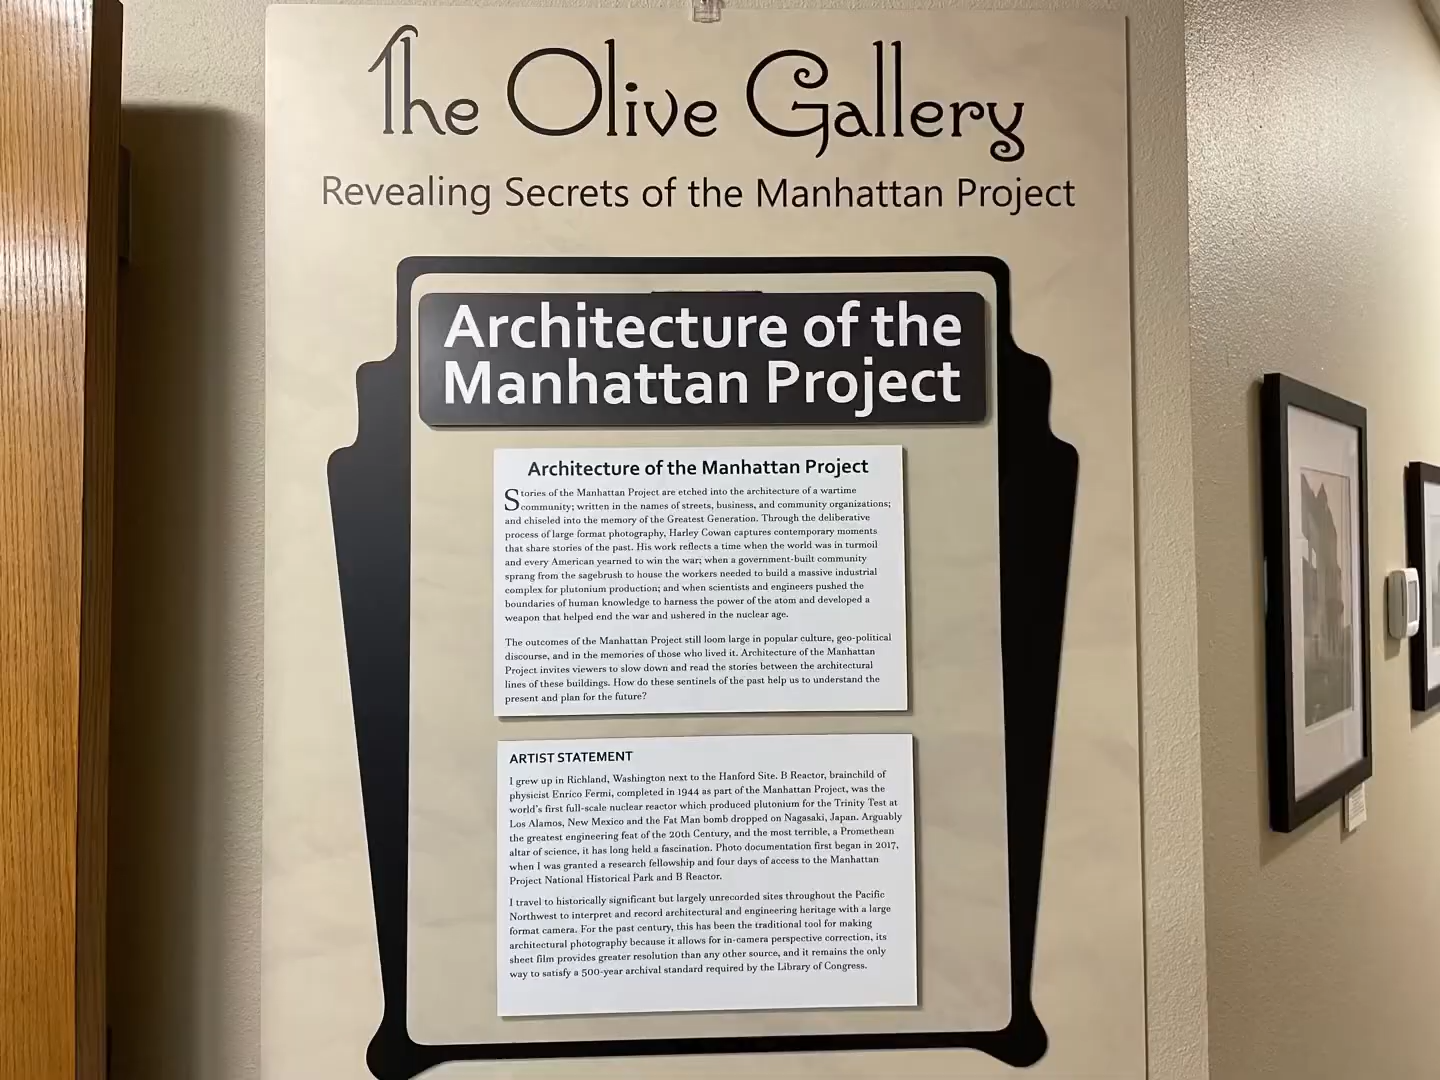 The Olive Gallery
Revealing Secrets of the Manhattan Project
Architecture of the
Manhattan Project
Architecture of the Manhattan Project
Stories of the Manhattan Project are etched into the architecture of a wartime
community; written in the names of streets, business, and community organizations;
and chiseled into the memory of the Greatest Generation. Through the deliberative
process of large format photography, Harley Cowan captures contemporary moments
that share stories of the past. His work reflects a time when the world was in turmoil
and every American yearned to win the war; when a government-built community
sprang from the sagebrush to house the workers needed to build a massive industrial
complex for plutonium production; and when scientists and engineers pushed the
boundaries of human knowledge to harness the power of the atom and developed a
weapon that helped end the war and ushered in the nuclear age.
The outcomes of the Manhattan Project still loom large in popular culture, geo-political
discourse, and in the memories of those who lived it. Architecture of the Manhattan
Project invites viewers to slow down and read the stories between the architectural
lines of these buildings. How do these sentinels of the past help us to understand the
present and plan for the future?
ARTIST STATEMENT
I grew up in Richland, Washington next to the Hanford Site. B Reactor, brainchild of
physicist Enrico Fermi, completed in 1944 as part of the Manhattan Project, was the
world's first full-scale nuclear reactor which produced plutonium for the Trinity Test at
Los Alamos, New Mexico and the Fat Man bomb dropped on Nagasaki, Japan. Arguably
the greatest engineering feat of the 20th Century, and the most terrible, a Promethean
altar of science, it has long held a fascination. Photo documentation first began in 2017,
when I was granted a research fellowship and four days of access to the Manhattan
Project National Historical Park and B Reactor.
I travel to historically significant but largely unrecorded sites throughout the Pacific
Northwest to interpret and record architectural and engineering heritage with a large
format camera. For the past century, this has been the traditional tool for making
architectural photography because it allows for in-camera perspective correction, its
sheet film provides greater resolution than any other source, and it remains the only
way to satisfy a 500-year archival standard required by the Library of Congress.